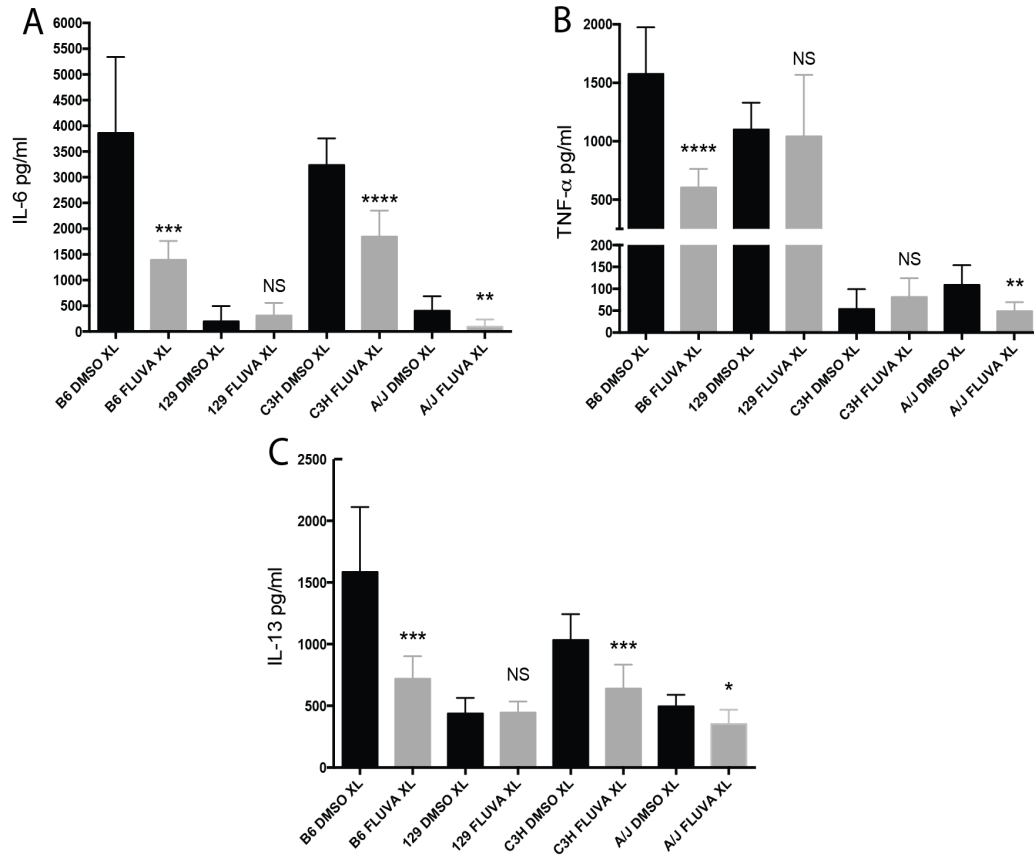 A
IL-6 pg/ml
6000
5500
5000
4500
4000
3500
3000
2500
2000
1500
1000
500
0
***
NS
****
**
B6 DMSO XL
B6 FLUVA XL
129 DMSO XL
129 FLUVA XL
C3H DMSO XL
C3H FLUVA XL
A/J DMSO XL
A/J FLUVA XL
B
TNF-α pg/ml
2000
1500
1000
500
200
150
100
50
0
****
NS
NS
**
B6 DMSO XL
B6 FLUVA XL
129 DMSO XL
129 FLUVA XL
C3H DMSO XL
C3H FLUVA XL
A/J DMSO XL
A/J FLUVA XL
C
IL-13 pg/ml
2500
2000
1500
1000
500
0
***
NS
***
*
B6 DMSO XL
B6 FLUVA XL
129 DMSO XL
129 FLUVA XL
C3H DMSO XL
C3H FLUVA XL
A/J DMSO XL
A/J FLUVA XL